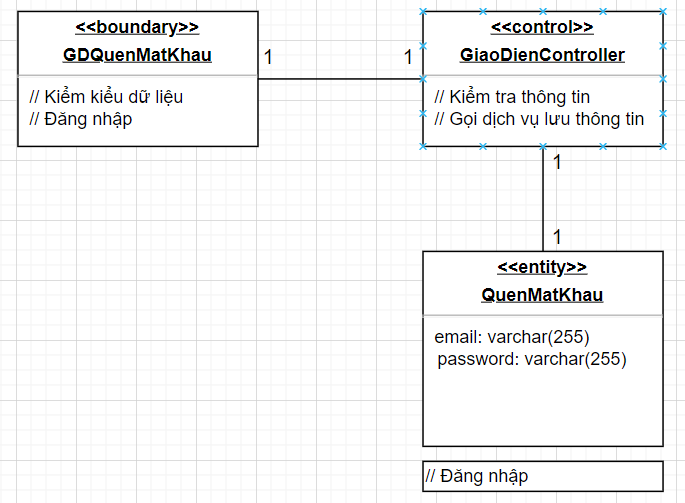 <<boundary>>
GDQuenMatKhau
// Kiểm kiểu dữ liệu
// Đăng nhập
1
1
<<control>>
GiaoDienController
// Kiểm tra thông tin
// Gọi dịch vụ lưu thông tin
1
1
<<entity>>
QuenMatKhau
email: varchar(255)
password: varchar(255)
// Đăng nhập